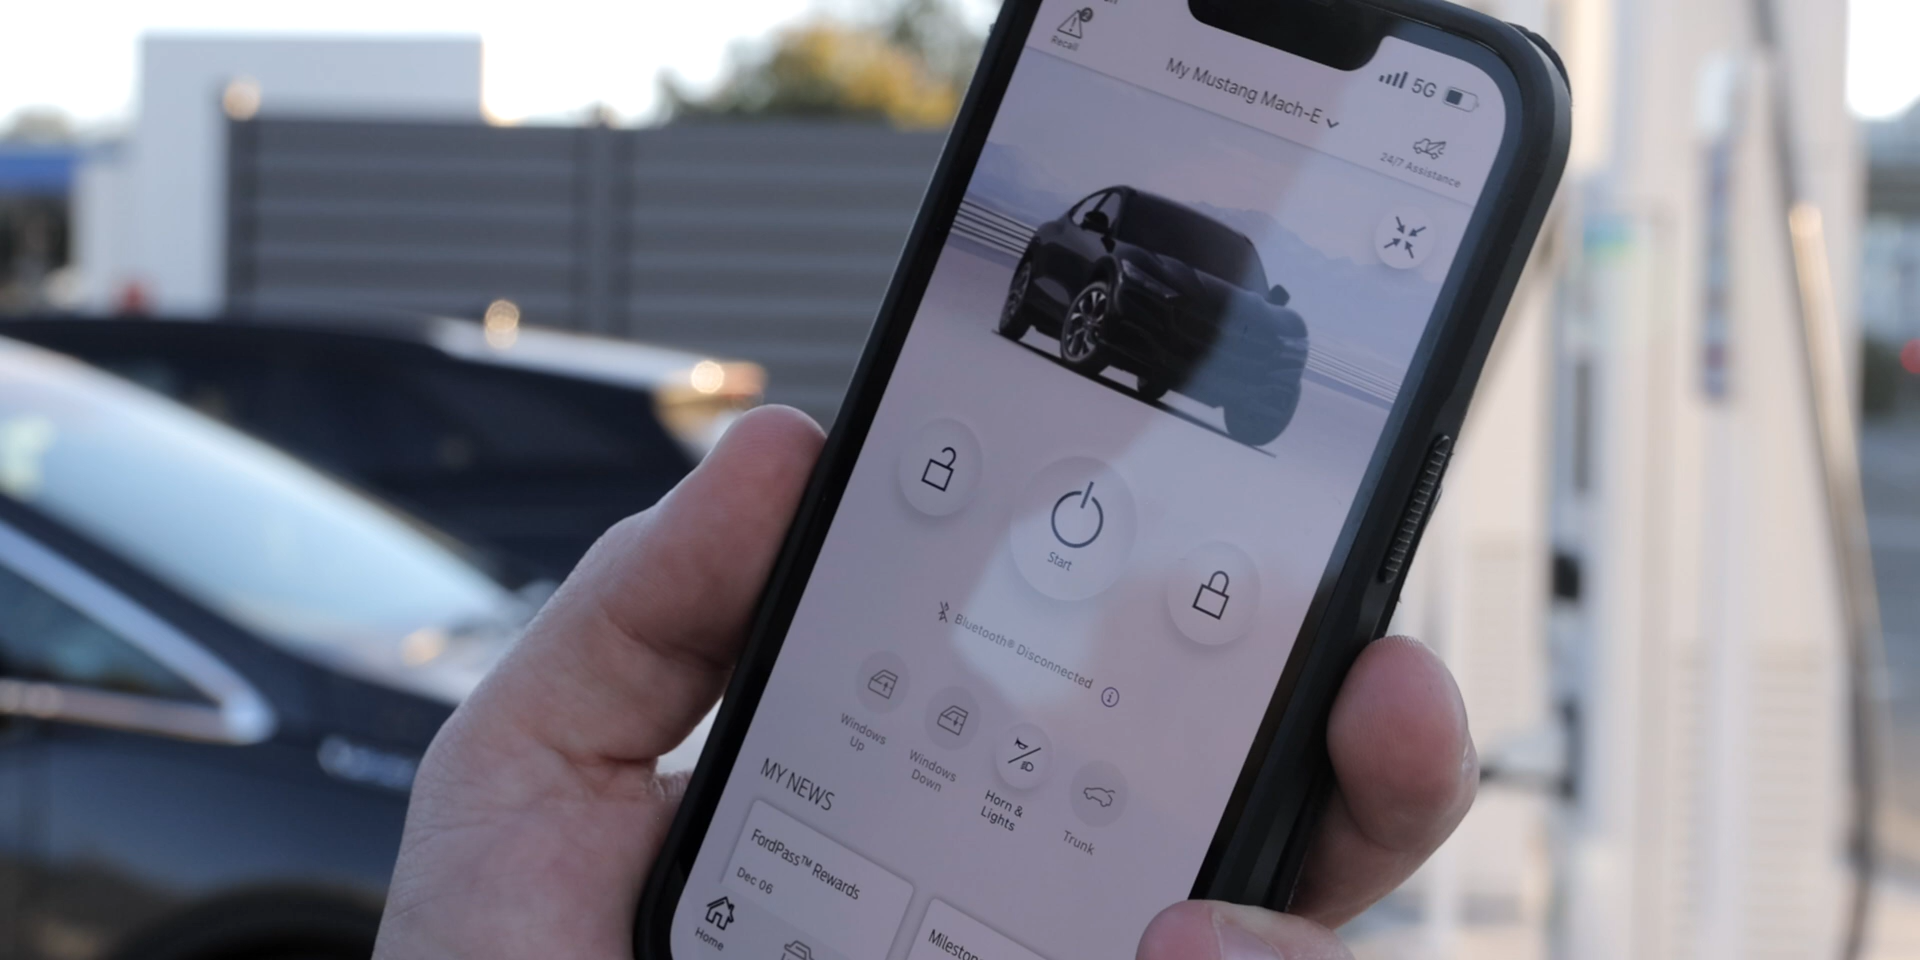 2
Recall
My Mustang Mach-E
5G
24/7 Assistance
Start
Bluetooth® Disconnected
Windows
Up
Windows
Down
Horn &
Lights
Trunk
MY NEWS
FordPass™ Rewards
Dec 06
Home